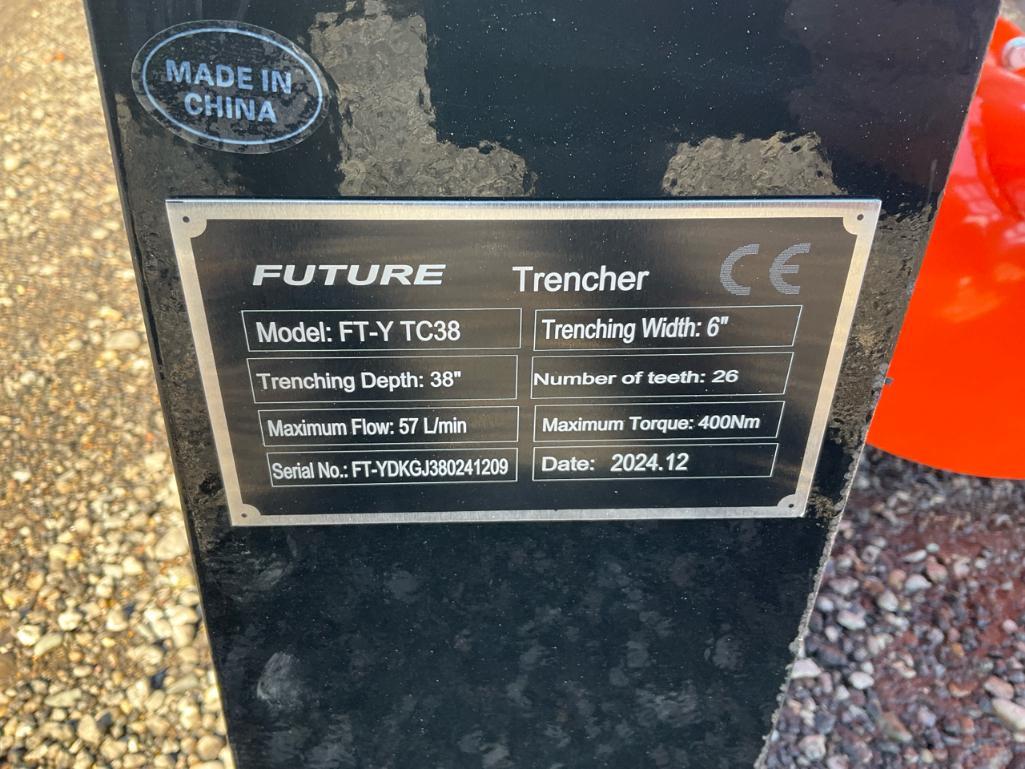 MADE IN
CHINA
FUTURE Trencher CE
Model: FT-Y TC38
Trenching Width: 6"
Trenching Depth: 38"
Number of teeth: 26
Maximum Flow: 57 L/min
Maximum Torque: 400Nm
Serial No.: FT-YDKGJ380241209
Date: 2024.12